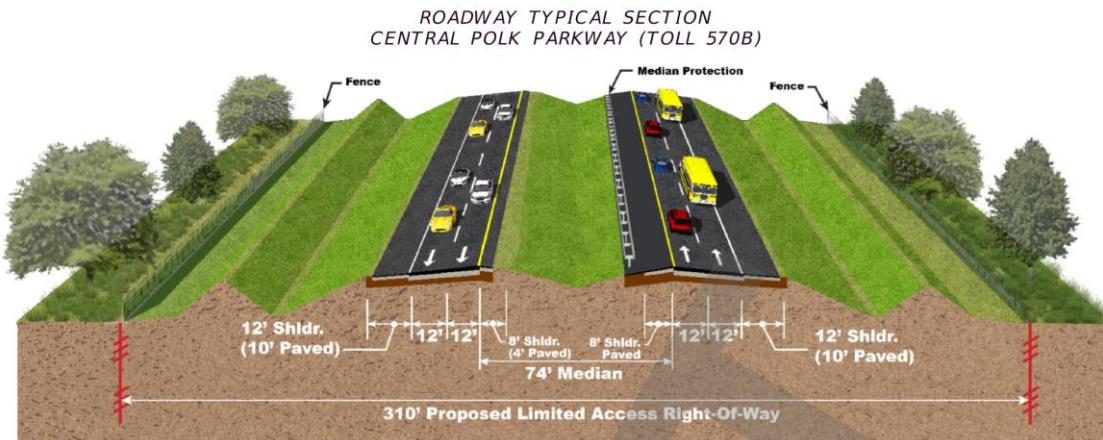 ROADWAY TYPICAL SECTION
CENTRAL POLK PARKWAY (TOLL 570B)
Fence
Median Protection
Fence
12' Shldr.
(10' Paved)
12'
12'
8' Shldr.
(4' Paved)
8' Shldr.
Paved
12'
12'
12' Shldr.
(10' Paved)
74' Median
310' Proposed Limited Access Right-Of-Way